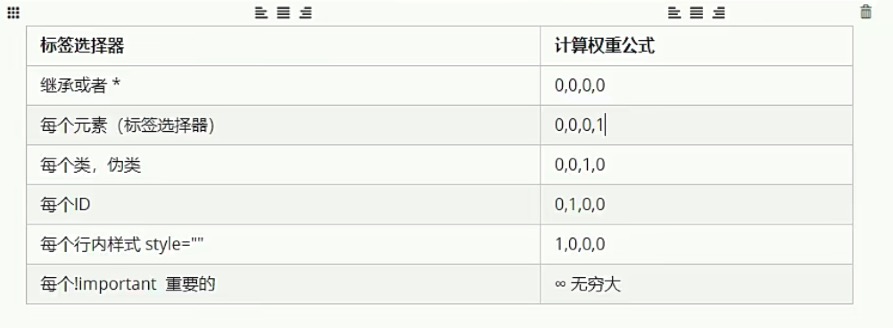 标签选择器 计算权重公式
继承或者 * 0,0,0,0
每个元素（标签选择器） 0,0,0,1
每个类，伪类 0,0,1,0
每个ID 0,1,0,0
每个行内样式 style="" 1,0,0,0
每个!important 重要的 ∞ 无穷大